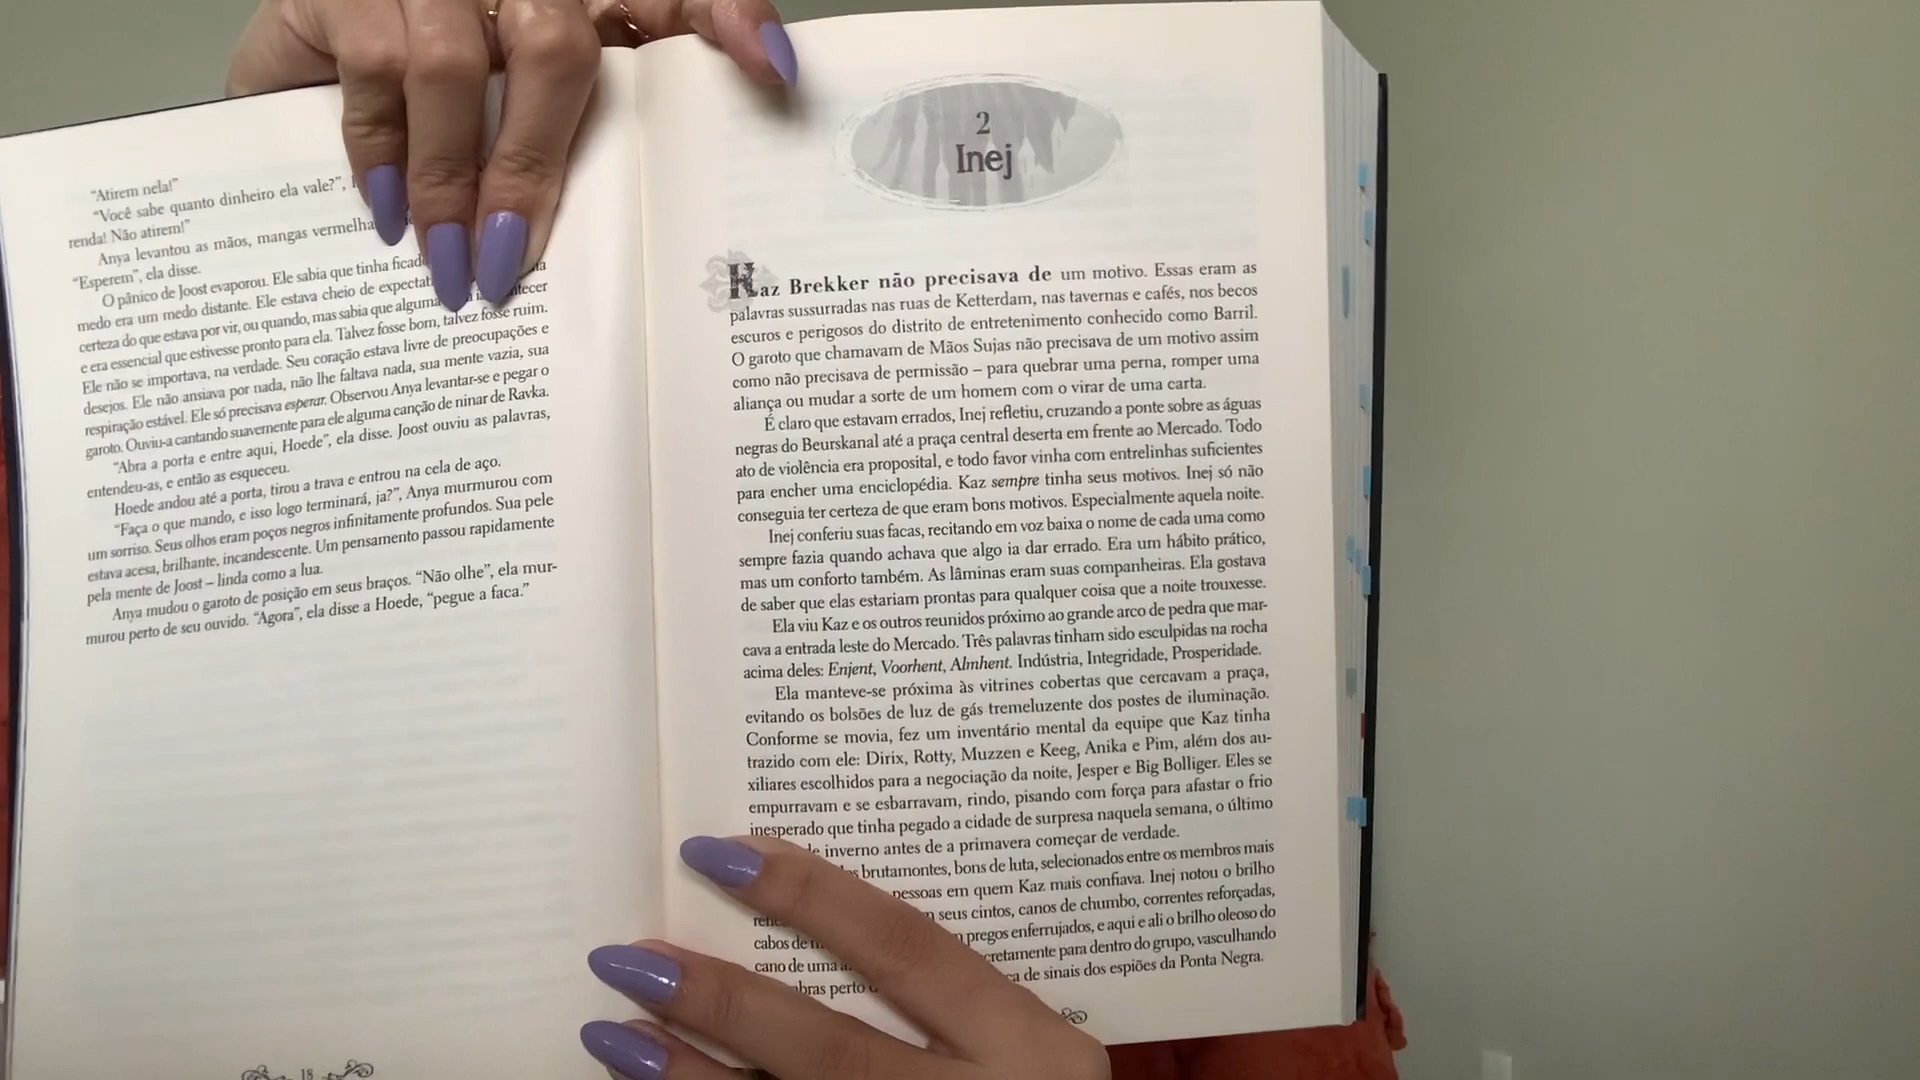 “Atirem nela!”
“Você sabe quanto dinheiro ela vale?”,
renda! Não atirem!”
Anya levantou as mãos, mangas vermelha
“Esperem”, ela disse.
O pânico de Joost evaporou. Ele sabia que tinha ficad
medo era um medo distante. Ele estava cheio de expectati
certeza do que estava por vir, ou quando, mas sabia que alguma
e era essencial que estivesse pronto para ela. Talvez fosse bom, talvez fosse ruim.
Ele não se importava, na verdade. Seu coração estava livre de preocupações e
desejos. Ele não ansiava por nada, não lhe faltava nada, sua mente vazia, sua
respiração estável. Ele só precisava esperar. Observou Anya levantar-se e pegar o
garoto. Ouviu-a cantando suavemente para ele alguma canção de ninar de Ravka.
“Abra a porta e entre aqui, Hoede”, ela disse. Joost ouviu as palavras,
entendeu-as, e então as esqueceu.
Hoede andou até a porta, tirou a trava e entrou na cela de aço.
“Faça o que mando, e isso logo terminará, ja?”, Anya murmurou com
um sorriso. Seus olhos eram poços negros infinitamente profundos. Sua pele
estava acesa, brilhante, incandescente. Um pensamento passou rapidamente
pela mente de Joost – linda como a lua.
Anya mudou o garoto de posição em seus braços. “Não olhe”, ela mur-
murou perto de seu ouvido. “Agora”, ela disse a Hoede, “pegue a faca.”
18
2
Inej
Kaz Brekker não precisava de um motivo. Essas eram as
palavras sussurradas nas ruas de Ketterdam, nas tavernas e cafés, nos becos
escuros e perigosos do distrito de entretenimento conhecido como Barril.
O garoto que chamavam de Mãos Sujas não precisava de um motivo assim
como não precisava de permissão – para quebrar uma perna, romper uma
aliança ou mudar a sorte de um homem com o virar de uma carta.
É claro que estavam errados, Inej refletiu, cruzando a ponte sobre as águas
negras do Beurskanal até a praça central deserta em frente ao Mercado. Todo
ato de violência era proposital, e todo favor vinha com entrelinhas suficientes
para encher uma enciclopédia. Kaz sempre tinha seus motivos. Inej só não
conseguia ter certeza de que eram bons motivos. Especialmente aquela noite.
Inej conferiu suas facas, recitando em voz baixa o nome de cada uma como
sempre fazia quando achava que algo ia dar errado. Era um hábito prático,
mas um conforto também. As lâminas eram suas companheiras. Ela gostava
de saber que elas estariam prontas para qualquer coisa que a noite trouxesse.
Ela viu Kaz e os outros reunidos próximo ao grande arco de pedra que mar-
cava a entrada leste do Mercado. Três palavras tinham sido esculpidas na rocha
acima deles: Enjent, Voorhent, Almhent. Indústria, Integridade, Prosperidade.
Ela manteve-se próxima às vitrines cobertas que cercavam a praça,
evitando os bolsões de luz de gás tremeluzente dos postes de iluminação.
Conforme se movia, fez um inventário mental da equipe que Kaz tinha
trazido com ele: Dirix, Rotty, Muzzen e Keeg, Anika e Pim, além dos au-
xiliares escolhidos para a negociação da noite, Jesper e Big Bolliger. Eles se
empurravam e se esbarravam, rindo, pisando com força para afastar o frio
inesperado que tinha pegado a cidade de surpresa naquela semana, o último
de inverno antes de a primavera começar de verdade.
brutamontes, bons de luta, selecionados entre os membros mais
pessoas em quem Kaz mais confiava. Inej notou o brilho
seus cintos, canos de chumbo, correntes reforçadas,
cabos de pregos enferrujados, e aqui e ali o brilho oleoso do
cano de uma cretamente para dentro do grupo, vasculhando
bras perto de sinais dos espiões da Ponta Negra.